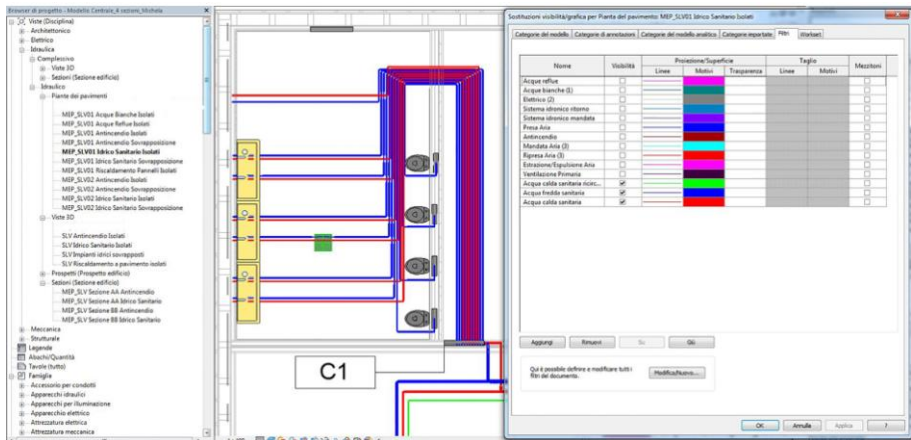 Browser di progetto - Modello Centrale_4 sezioni_Michela
Viste (Disciplina)
Architettonico
Elettrico
Idraulica
Complessivo
Viste 3D
Sezioni (Sezione edificio)
Idraulico
Piante dei pavimenti
MEP_SLV01 Acque Bianche Isolati
MEP_SLV01 Acque Reflue Isolati
MEP_SLV01 Antincendio Isolati
MEP_SLV01 Antincendio Sovrapposizione
MEP_SLV01 Idrico Sanitario Isolati
MEP_SLV01 Idrico Sanitario Sovrapposizione
MEP_SLV01 Riscaldamento Pannelli Isolati
MEP_SLV02 Antincendio Isolati
MEP_SLV02 Antincendio Sovrapposizione
MEP_SLV02 Idrico Sanitario Isolati
MEP_SLV02 Idrico Sanitario Sovrapposizione
Viste 3D
SLV Antincendio Isolati
SLV Idrico Sanitario Isolati
SLV Impianti idrici sovrapposti
SLV Riscaldamento a pavimento isolati
Prospetti (Prospetto edificio)
Sezioni (Sezione edificio)
MEP_SLV Sezione AA Antincendio
MEP_SLV Sezione AA Idrico Sanitario
MEP_SLV Sezione BB Antincendio
MEP_SLV Sezione BB Idrico Sanitario
Meccanica
Strutturale
Legende
Abachi/Quantità
Tavole (tutto)
Famiglie
Accessorio per condotti
Apparecchi idraulici
Apparecchi per illuminazione
Apparecchio elettrico
Attrezzatura elettrica
Attrezzatura meccanica
C1
Sostituzioni visibilità/grafica per Pianta del pavimento: MEP_SLV01 Idrico Sanitario Isolati
Categorie del modello Categorie di annotazioni Categorie del modello analitico Categorie importate Filtri Workset
Nome Visibilità Proiezione/Superficie Taglio Mezzitoni
Linee Motivi Trasparenza Linee Motivi
Acque reflue
Acque bianche (1)
Elettrico (2)
Sistema idronico ritorno
Sistema idronico mandata
Presa Aria
Antincendio
Mandata Aria (3)
Ripresa Aria (3)
Estrazione/Espulsione Aria
Ventilazione Primaria
Acqua calda sanitaria ricirc...
Acqua fredda sanitaria
Acqua calda sanitaria
Aggiungi Rimuovi Su Giù
Qui è possibile definire e modificare tutti i
filtri del documento.
Modifica/Nuovo...
OK Annulla Applica ?